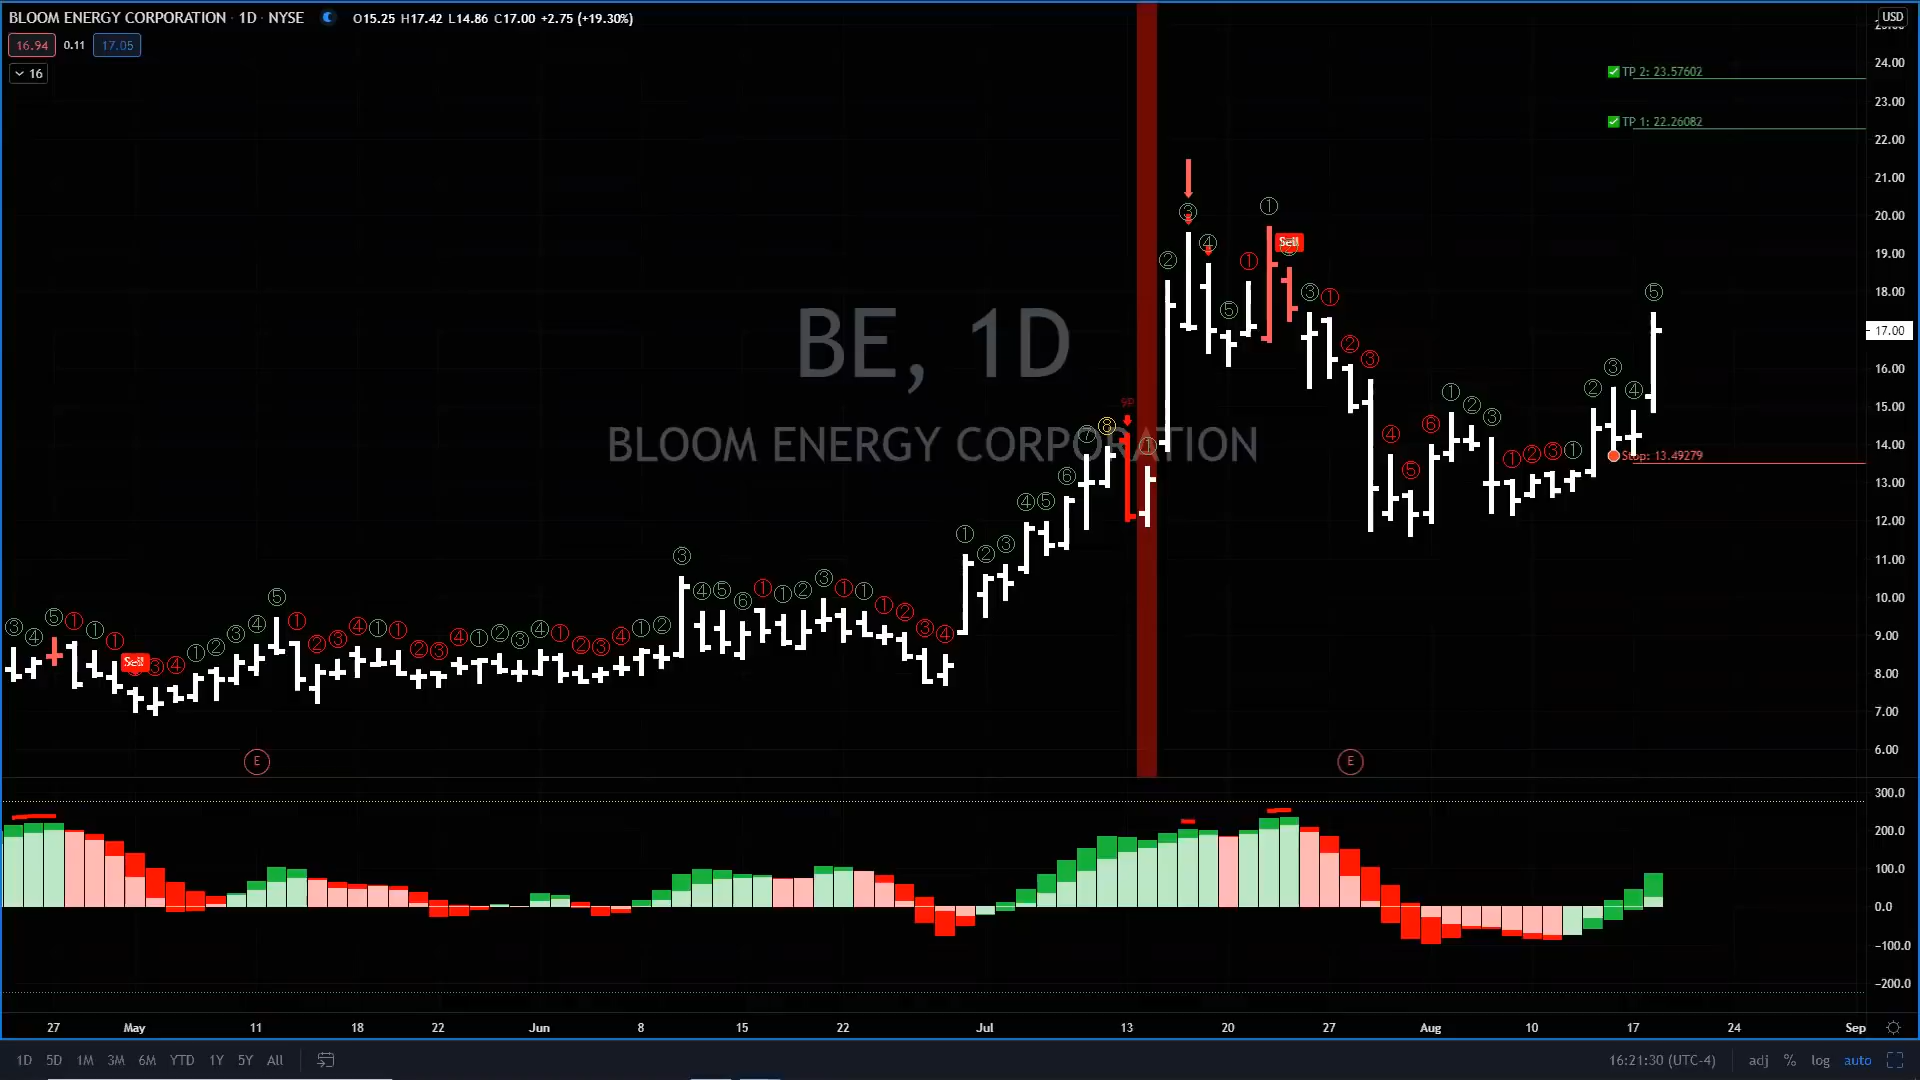 BLOOM ENERGY CORPORATION · 1D · NYSE O15.25 H17.42 L14.86 C17.00 +2.75 (+19.30%)
USD
16.94 0.11 17.05
16
24.00
TP 2: 23.57602
23.00
TP 1: 22.26082
22.00
21.00
20.00
Sell
19.00
18.00
BE, 1D
17.00
16.00
15.00
9P
BLOOM ENERGY CORPORATION
14.00
Stop: 13.49279
13.00
12.00
11.00
10.00
9.00
Sell
8.00
7.00
6.00
E E
300.0
200.0
100.0
0.0
-100.0
-200.0
27 May 11 18 22 Jun 8 15 22 Jul 13 20 27 Aug 10 17 24 Sep
1D 5D 1M 3M 6M YTD 1Y 5Y All 16:21:30 (UTC-4) adj % log auto